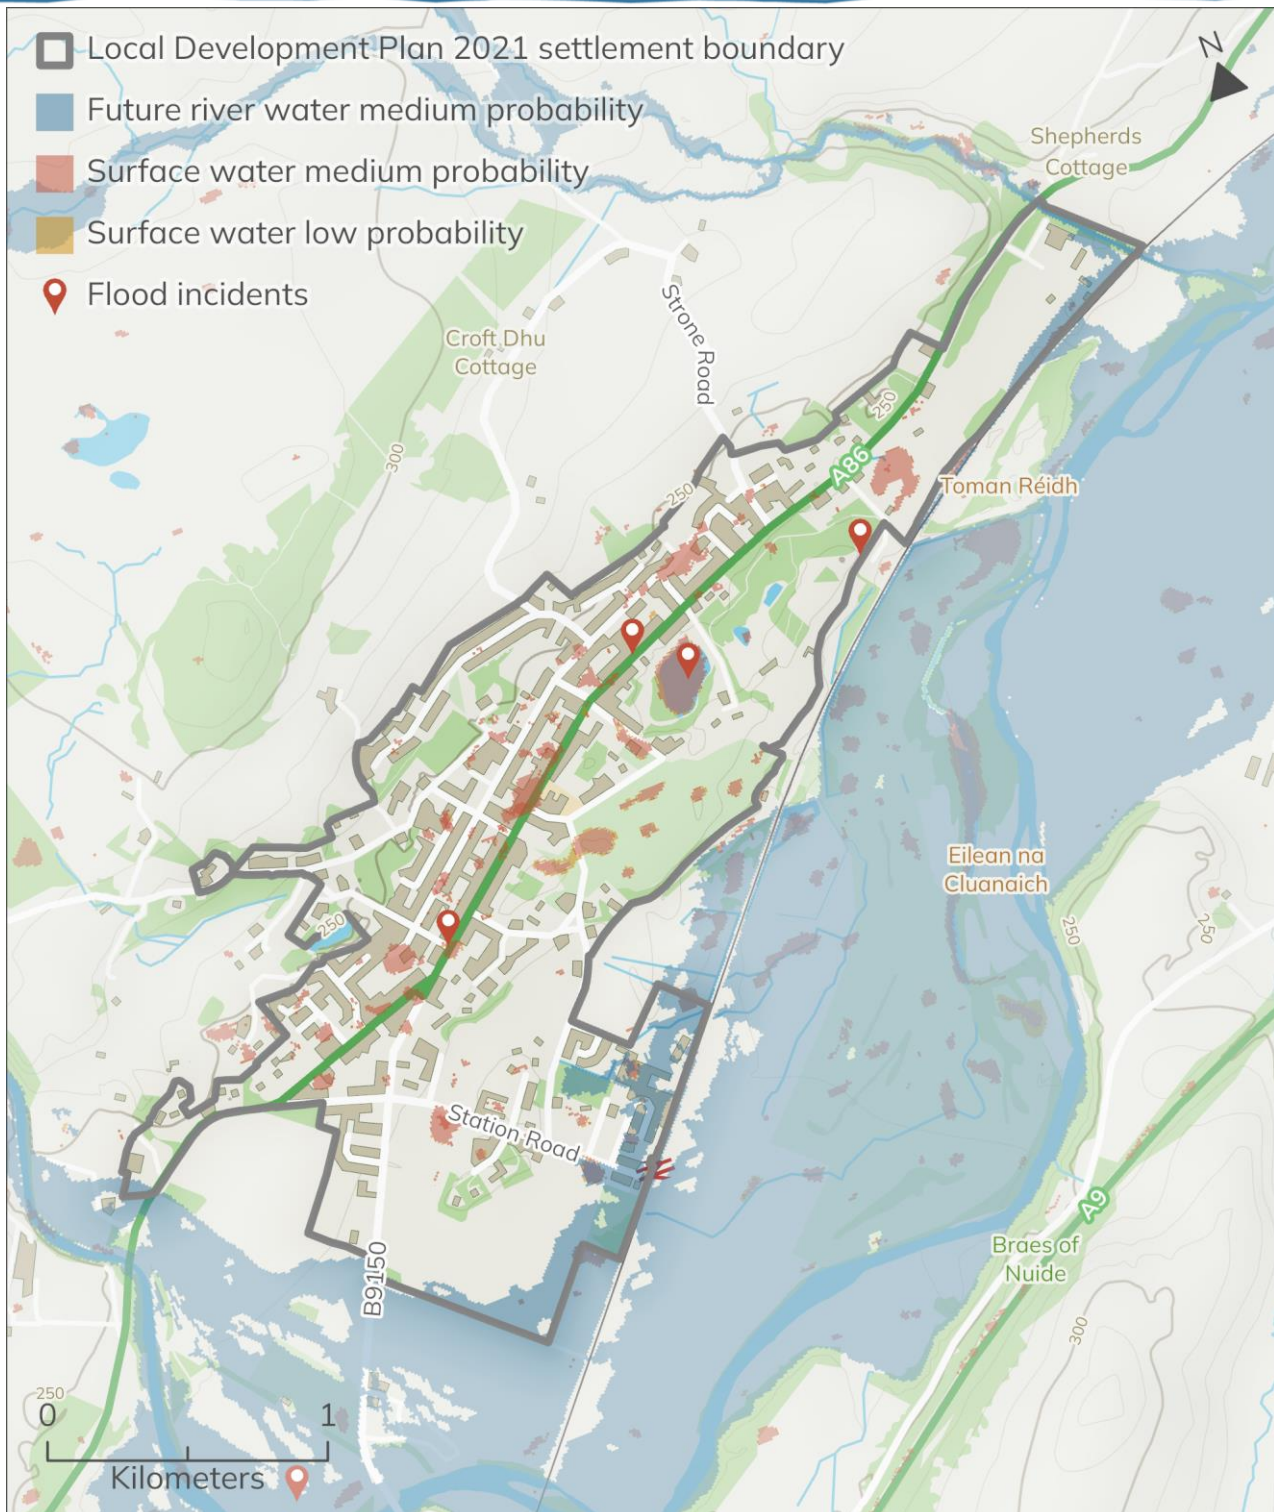 Local Development Plan 2021 settlement boundary
Future river water medium probability
Surface water medium probability
Surface water low probability
Flood incidents
N
Shepherds
Cottage
Strone Road
Croft Dhu
Cottage
250
300
A86
250
Toman Réidh
Eilean na
Cluanaich
250
250
250
Station Road
A9
Braes of
Nuide
B9150
300
250
0
1
Kilometers